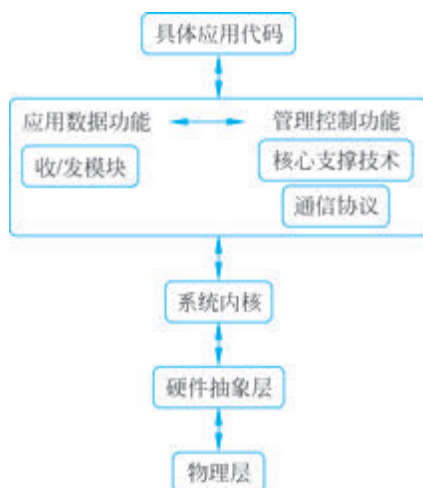 具体应用代码
应用数据功能
管理控制功能
收/发模块
核心支撑技术
通信协议
系统内核
硬件抽象层
物理层